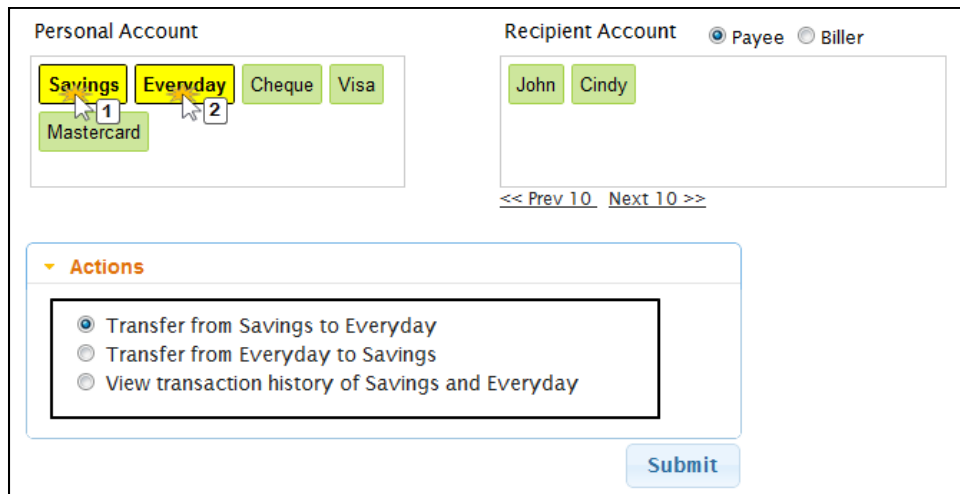 Personal Account
Recipient Account Payee Biller
Savings Everyday Cheque Visa
1 2
Mastercard
John Cindy
<< Prev 10 Next 10 >>
Actions
Transfer from Savings to Everyday
Transfer from Everyday to Savings
View transaction history of Savings and Everyday
Submit